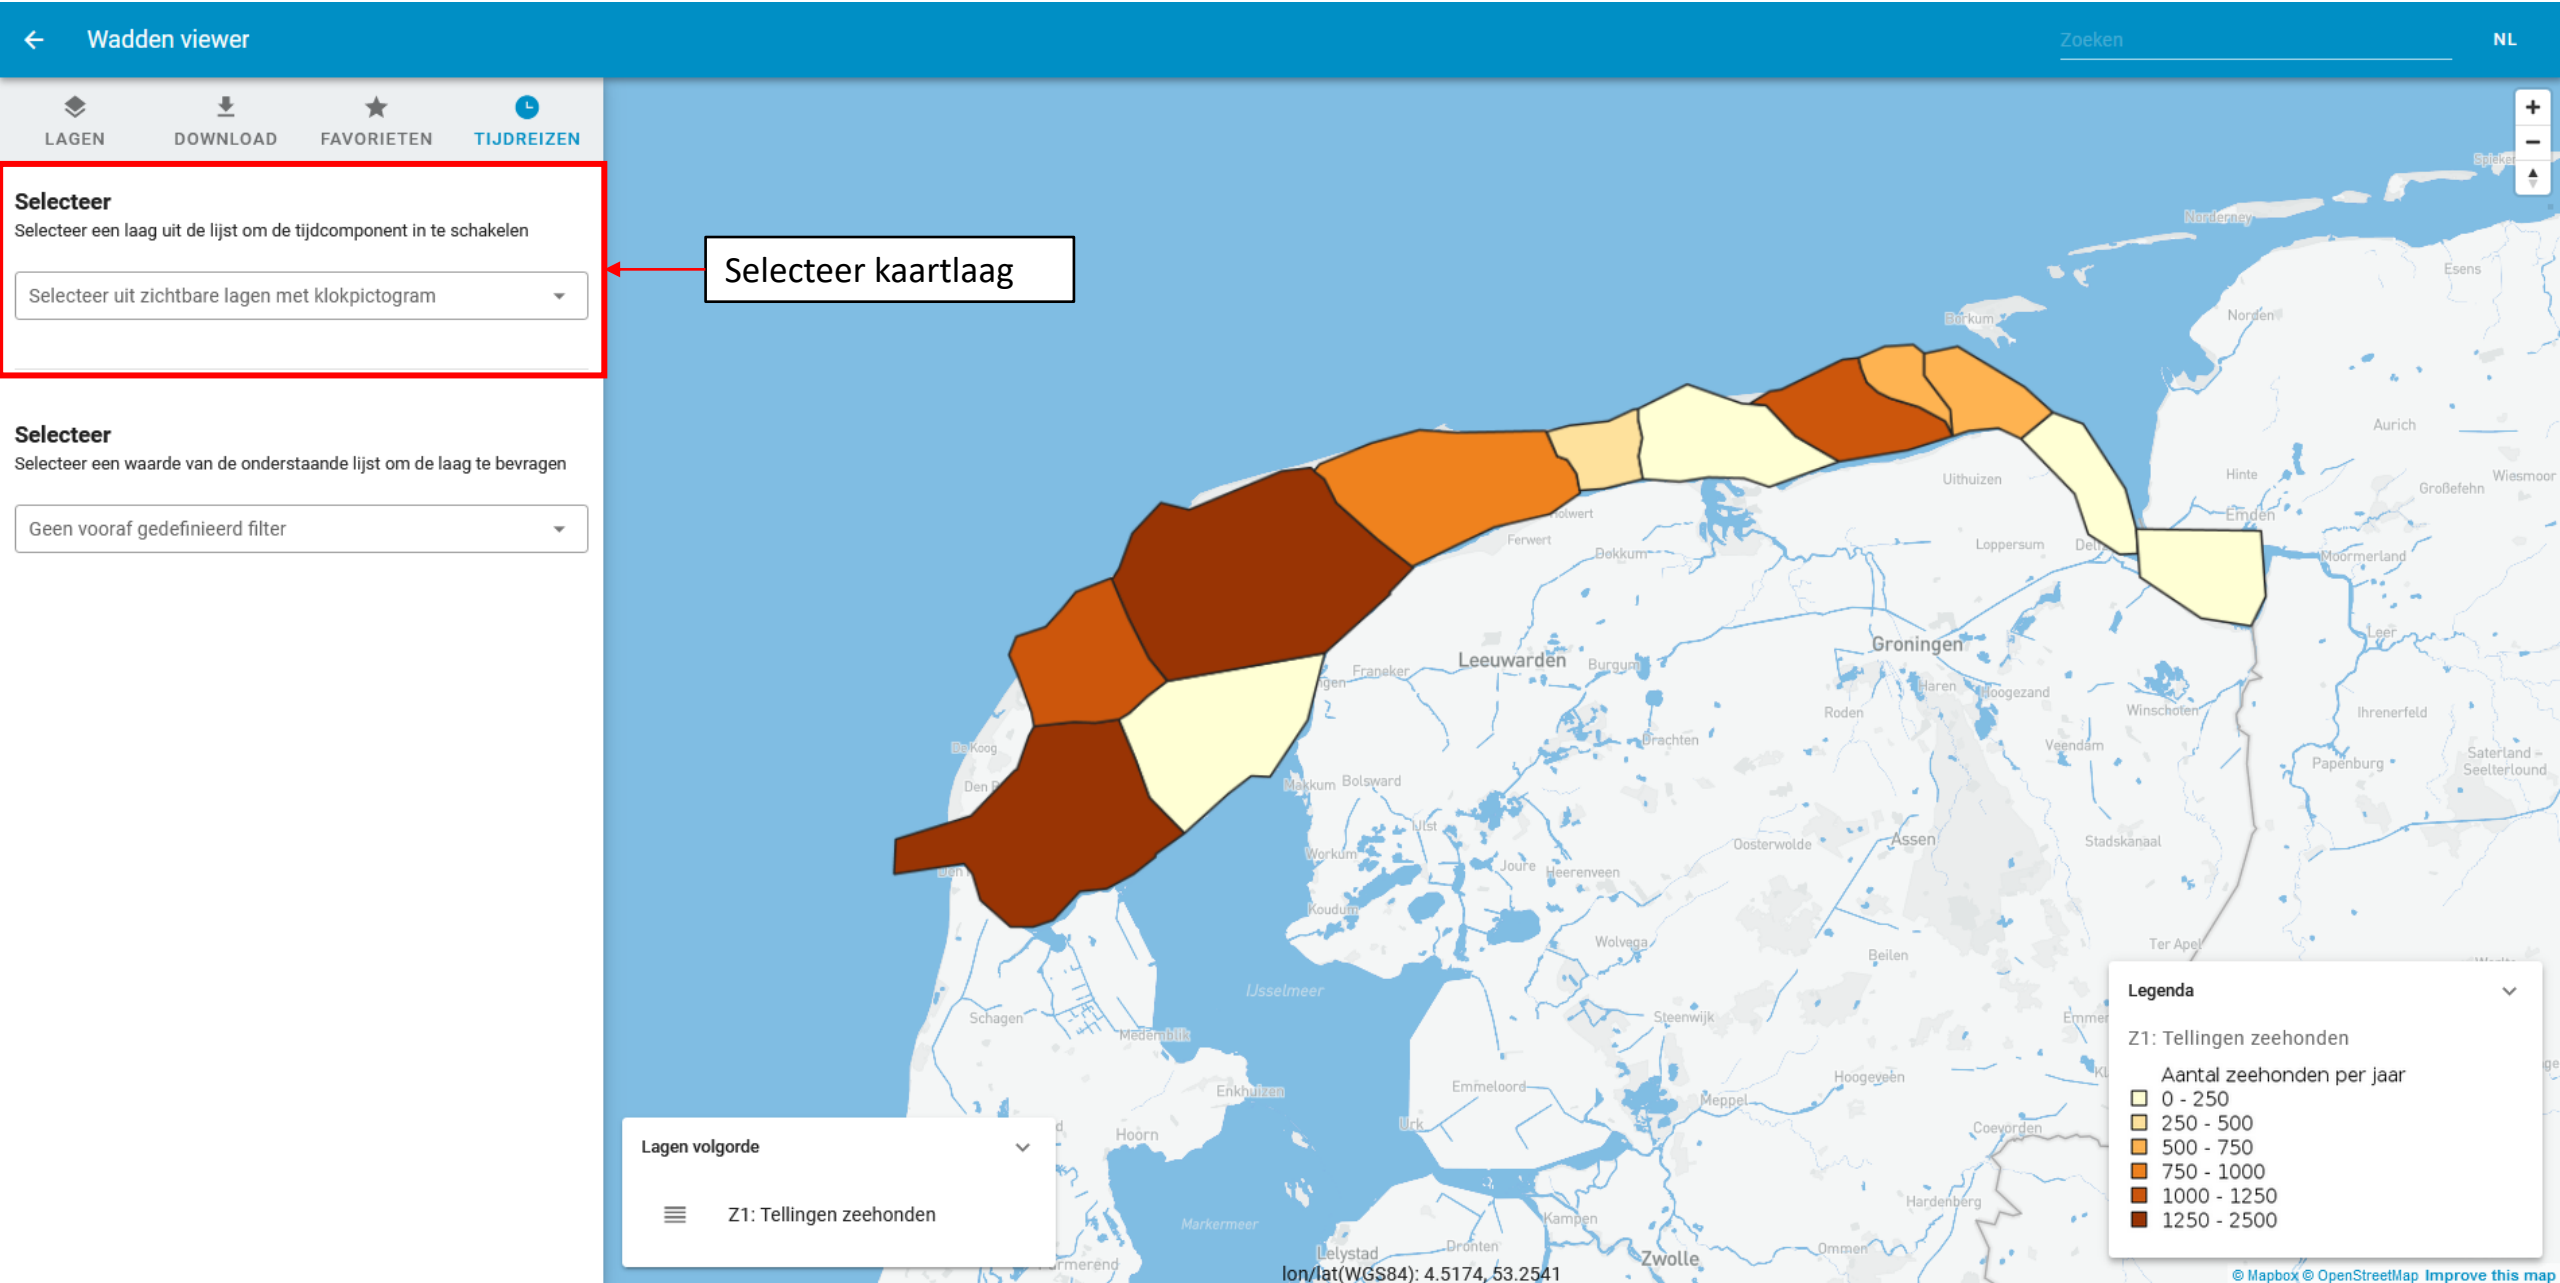 Wadden viewer
Zoeken
NL
LAGEN
DOWNLOAD
FAVORIETEN
TIJDREIZEN
Selecteer
Selecteer een laag uit de lijst om de tijdcomponent in te schakelen
Selecteer uit zichtbare lagen met klokpictogram
Selecteer
Selecteer een waarde van de onderstaande lijst om de laag te bevragen
Geen vooraf gedefinieerd filter
Selecteer kaartlaag
Norderney
Esens
Norden
Borkum
Aurich
Uithuizen
Hinte
Wiesmoor
Großefehn
Emden
Ferwert
Dokkum
Loppersum
Moormerland
Leer
Groningen
Leeuwarden
Burgum
Franeker
Haren
Hoogezand
Winschoten
Ihrenerfeld
Roden
De Koog
Drachten
Veendam
Saterland -
Seelterlound
Papenburg
Makkum
Bolsward
IJlst
Workum
Joure
Heerenveen
Oosterwolde
Assen
Stadskanaal
Koudum
Wolvega
Beilen
Ter Apel
IJsselmeer
Schagen
Medemblik
Steenwijk
Enkhuizen
Emmeloord
Hoogeveen
Meppel
Urk
Coevorden
Hoorn
Hardenberg
Markermeer
Kampen
Lelystad
Dronten
Zwolle
Ommen
Lagen volgorde
Z1: Tellingen zeehonden
Legenda
Z1: Tellingen zeehonden
Aantal zeehonden per jaar
0 - 250
250 - 500
500 - 750
750 - 1000
1000 - 1250
1250 - 2500
lon/lat(WGS84): 4.5174, 53.2541
© Mapbox © OpenStreetMap Improve this map